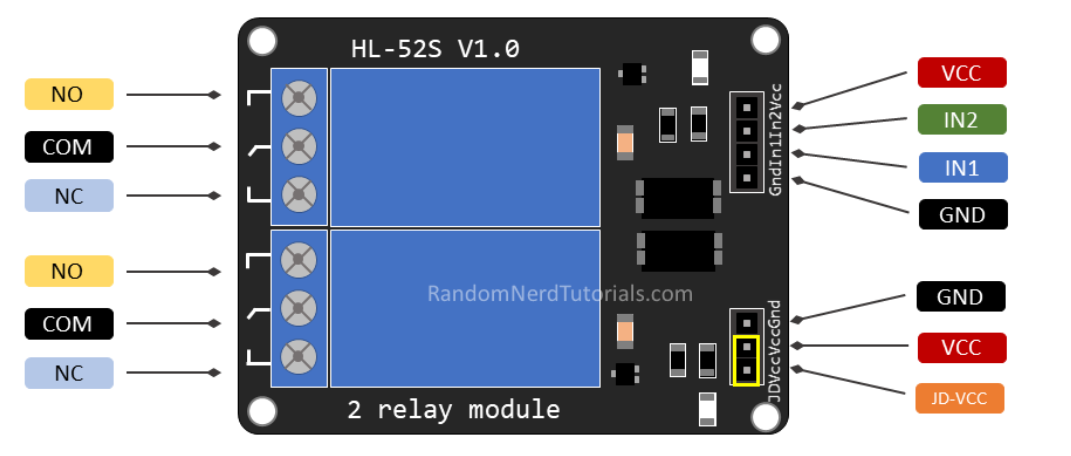 HL-52S V1.0
NO
COM
NC
NO
COM
NC
VCC
IN2
IN1
GND
GndIn1In2Vcc
GND
VCC
JD-VCC
JDVccVccGnd
RandomNerdTutorials.com
2 relay module